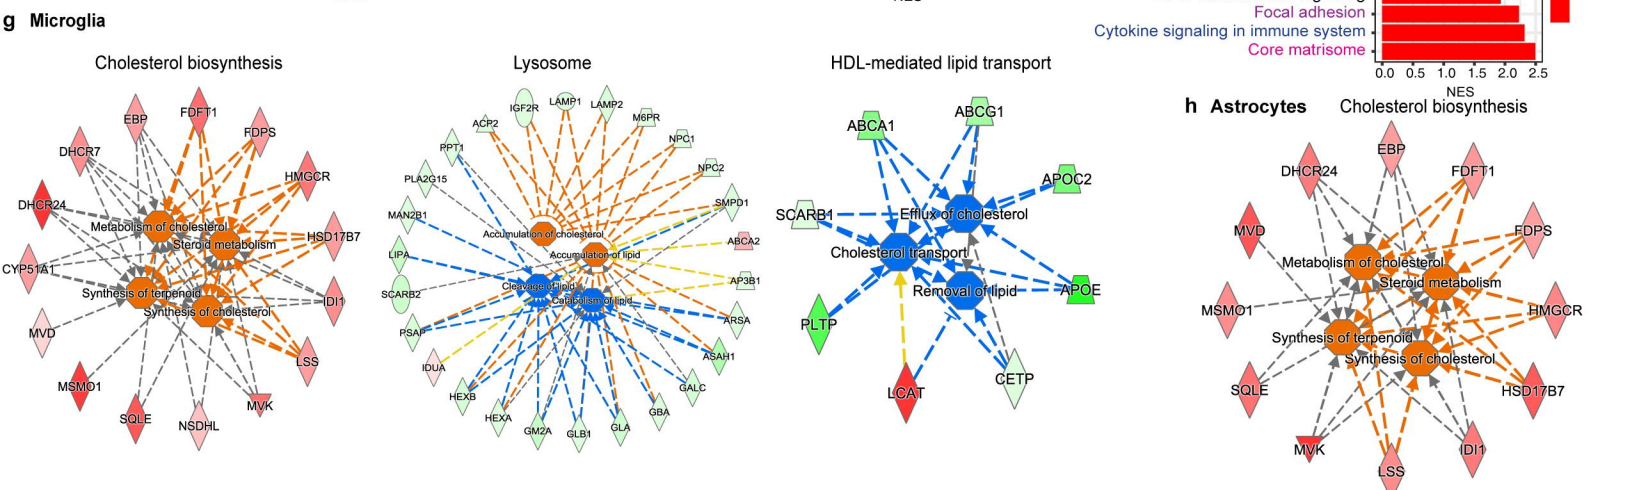 g Microglia
Focal adhesion
Cytokine signaling in immune system
Core matrisome
0.0 0.5 1.0 1.5 2.0 2.5
NES
Cholesterol biosynthesis
EBP
FDFT1
FDPS
DHCR7
HMGCR
DHCR24
Metabolism of cholesterol
Steroid metabolism
HSD17B7
CYP51A1
Synthesis of terpenoid
Synthesis of cholesterol
IDI1
MVD
LSS
MSMO1
SQLE
NSDHL
MVK
Lysosome
IGF2R
LAMP1
LAMP2
ACP2
M6PR
PPT1
NPC1
PLA2G15
NPC2
MAN2B1
SMPD1
Accumulation of cholesterol
ABCA2
LIPA
Accumulation of lipid
AP3B1
SCARB2
Cleavage of lipid
Catabolism of lipid
PSAP
ARSA
IDUA
ASAH1
HEXB
GALC
HEXA
GBA
GM2A
GLB1
GLA
HDL-mediated lipid transport
ABCA1
ABCG1
APOC2
SCARB1
Efflux of cholesterol
Cholesterol transport
Removal of lipid
APOE
PLTP
LCAT
CETP
h Astrocytes
Cholesterol biosynthesis
EBP
DHCR24
FDFT1
MVD
FDPS
Metabolism of cholesterol
Steroid metabolism
MSMO1
HMGCR
Synthesis of terpenoid
Synthesis of cholesterol
SQLE
HSD17B7
MVK
IDI1
LSS